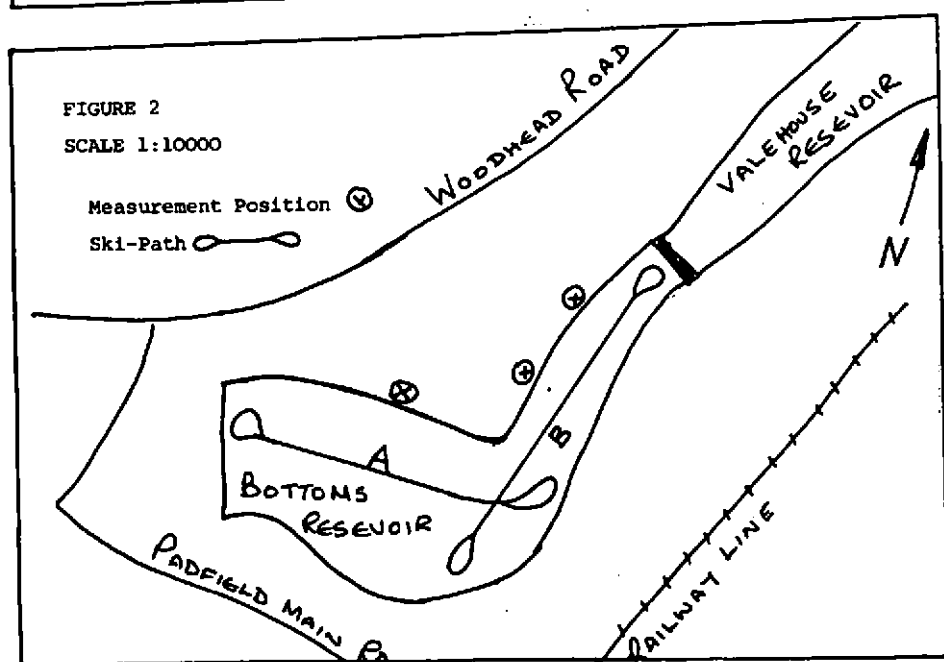 FIGURE 2
SCALE 1:10000
Measurement Position
Ski-Path
WOODHEAD ROAD
VALEHOUSE
RESEVOIR
N
A
B
BOTTOMS
RESEVOIR
PADFIELD MAIN
RAILWAY LINE